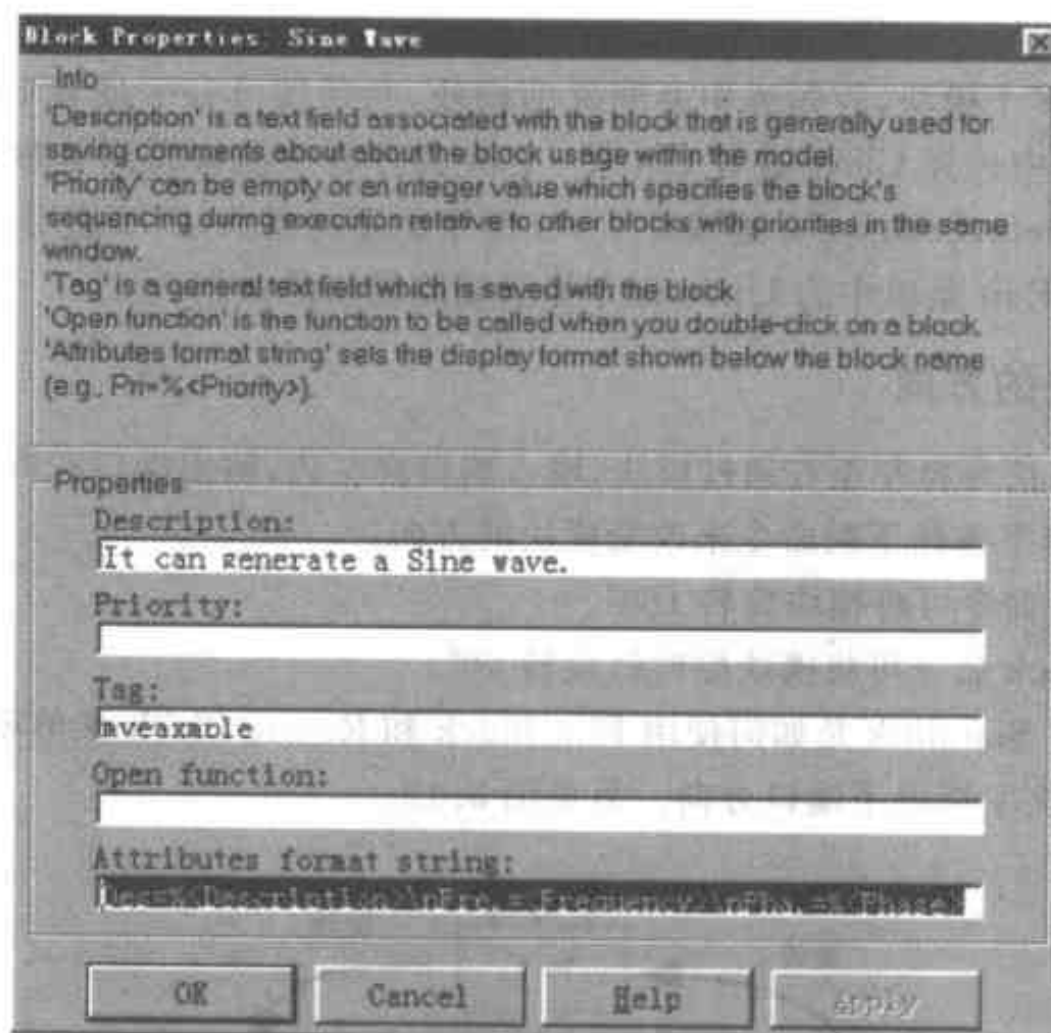 Block Properties: Sine Wave
Info
'Description' is a text field associated with the block that is generally used for
saving comments about about the block usage within the model.
'Priority' can be empty or an integer value which specifies the block's
sequencing during execution relative to other blocks with priorities in the same
window.
'Tag' is a general text field which is saved with the block
'Open function' is the function to be called when you double-click on a block.
'Attributes format string' sets the display format shown below the block name
(e.g., Pri=%<Priority>).
Properties
Description:
It can generate a Sine wave.
Priority:
Tag:
Open function:
Attributes format string:
OK
Cancel
Help
Apply